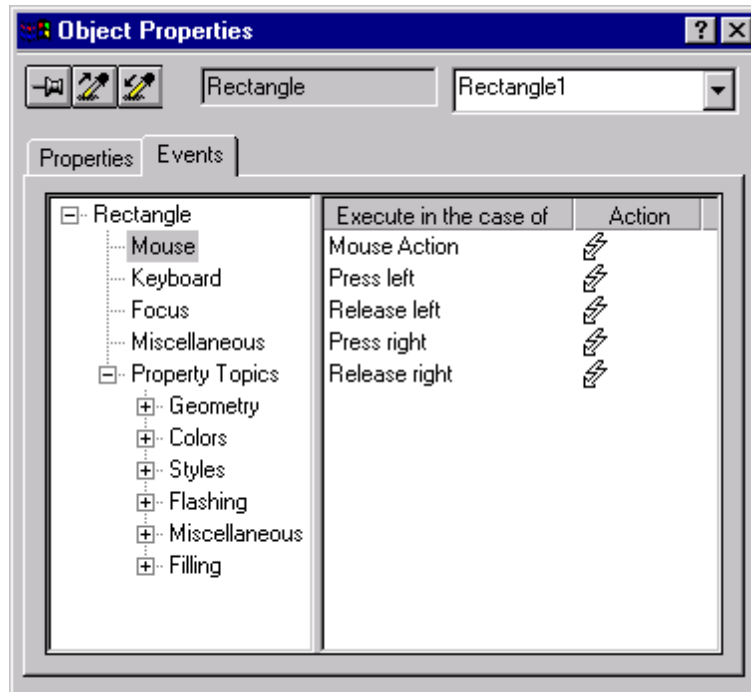 Object Properties
Rectangle Rectangle1
Properties Events
Rectangle
Mouse
Keyboard
Focus
Miscellaneous
Property Topics
Geometry
Colors
Styles
Flashing
Miscellaneous
Filling
Execute in the case of Action
Mouse Action
Press left
Release left
Press right
Release right